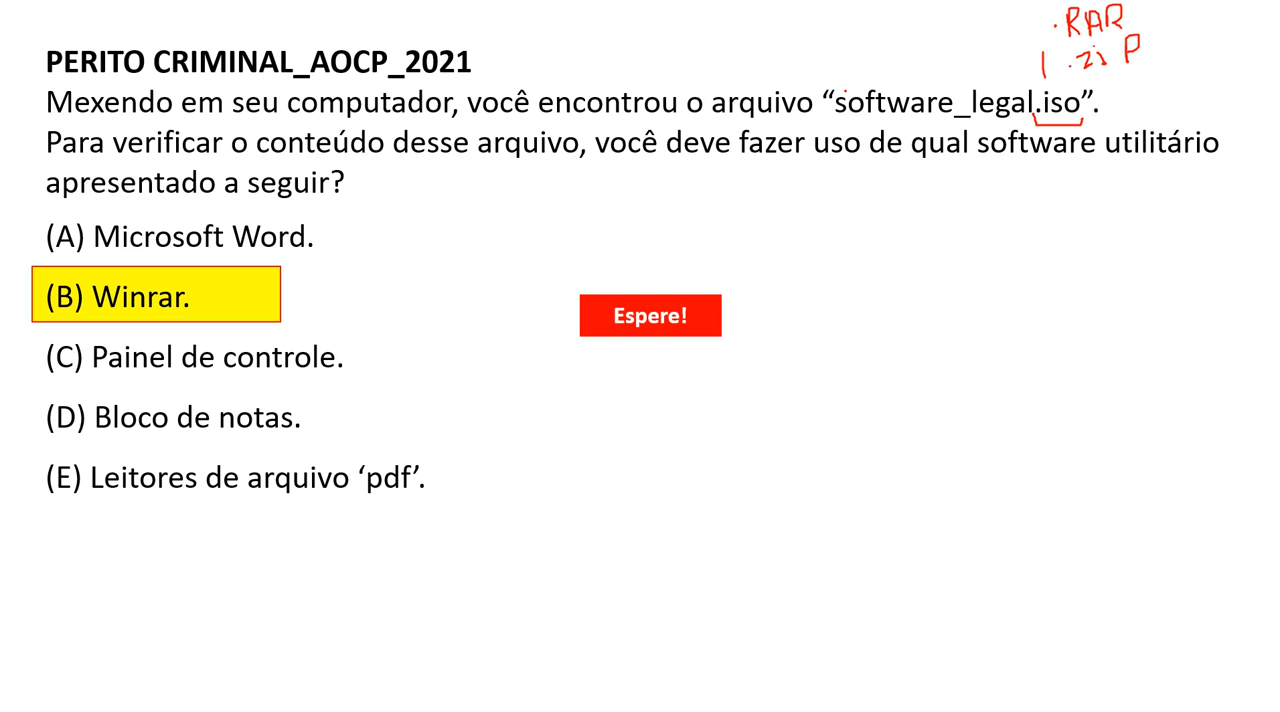 .RAR
.ziP
PERITO CRIMINAL_AOCP_2021
Mexendo em seu computador, você encontrou o arquivo “software_legal.iso”.
Para verificar o conteúdo desse arquivo, você deve fazer uso de qual software utilitário
apresentado a seguir?
(A) Microsoft Word.
(B) Winrar.
Espere!
(C) Painel de controle.
(D) Bloco de notas.
(E) Leitores de arquivo ‘pdf’.